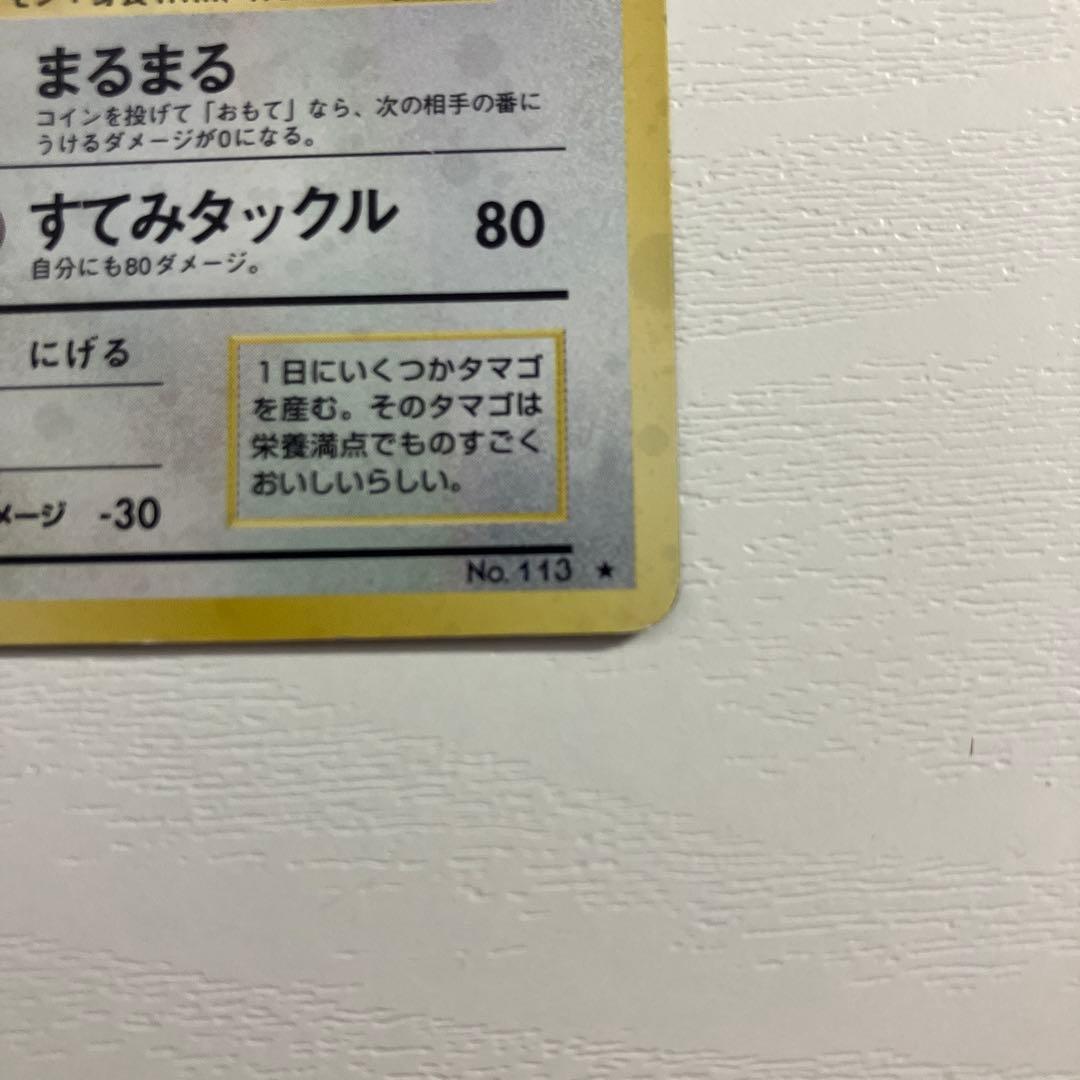 まるまる
コインを投げて「おもて」なら、次の相手の番に
うけるダメージが0になる。
すてみタックル 80
自分にも80ダメージ。
にげる
1日にいくつかタマゴ
を産む。そのタマゴは
栄養満点でものすごく
おいしいらしい。
メージ -30
No. 113 ★